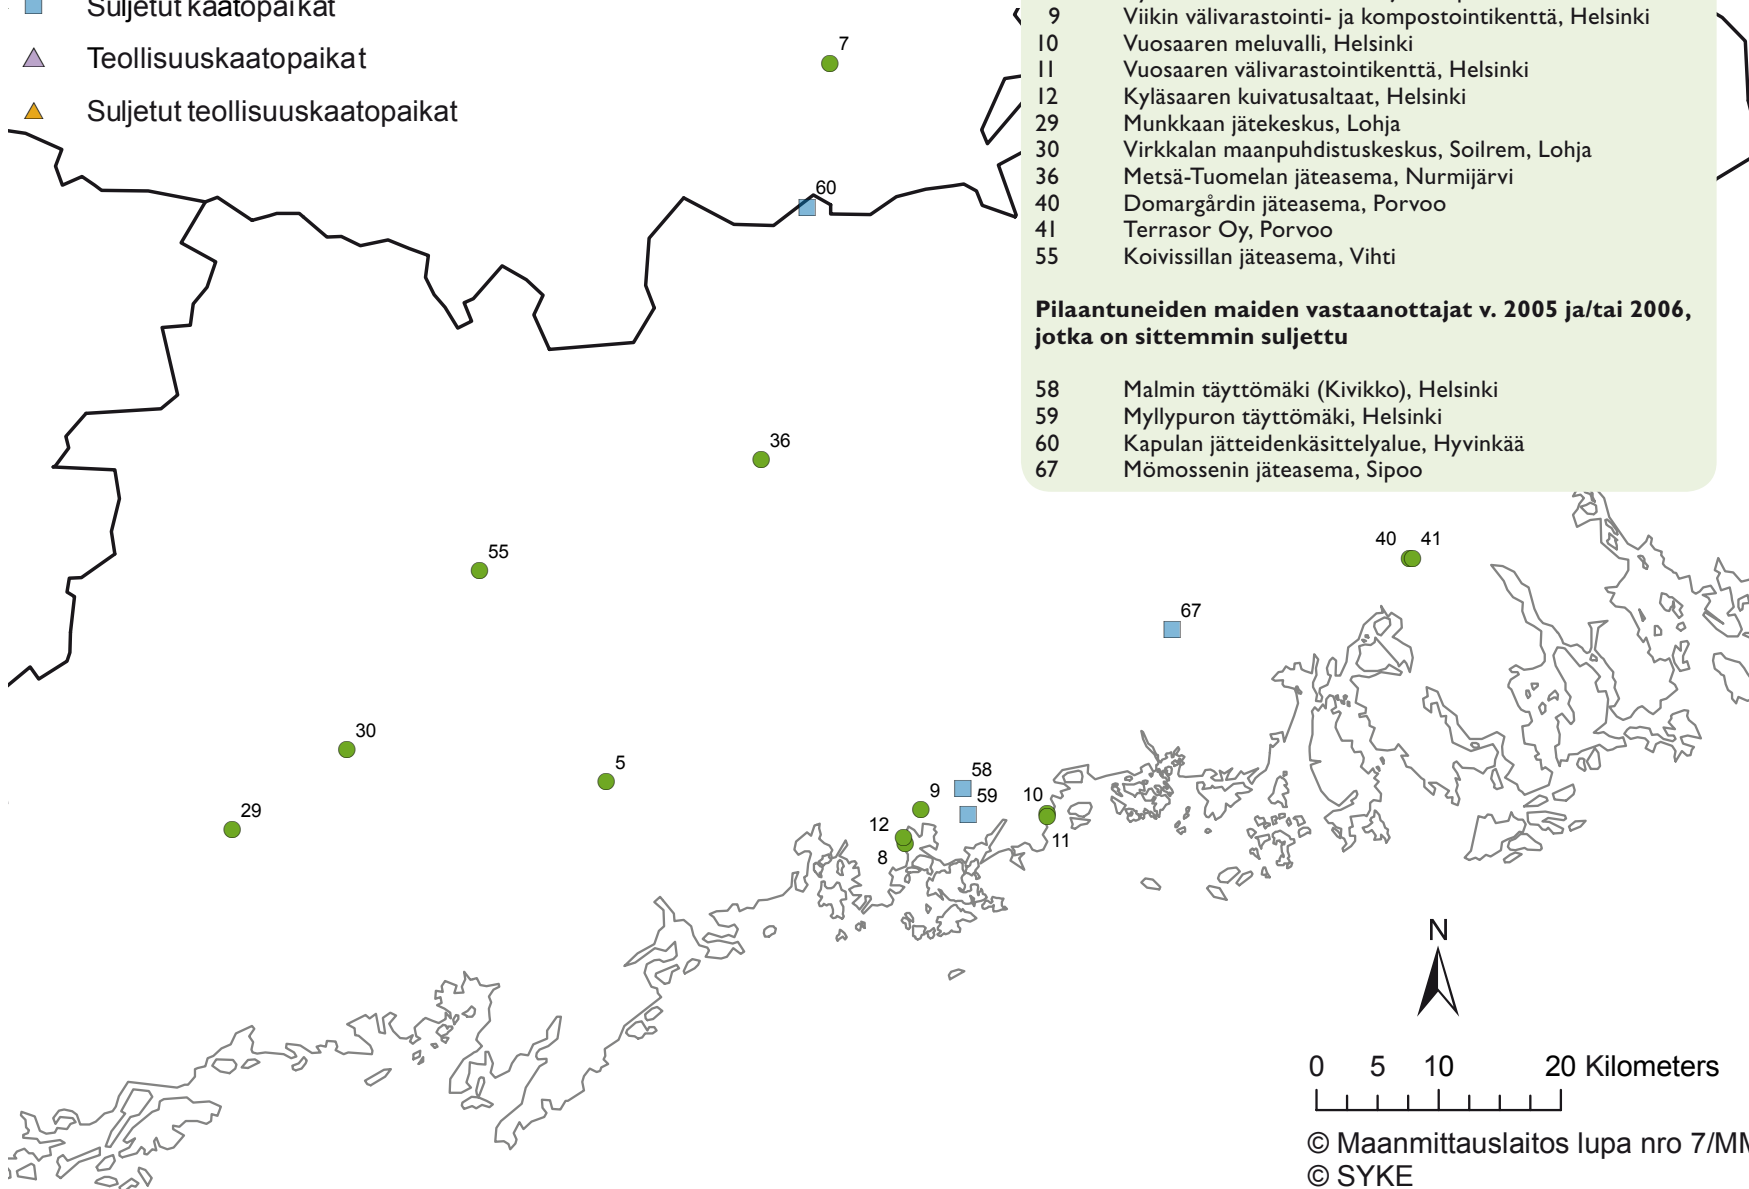 Suljetut kaatopaikat
Teollisuuskaatopaikat
Suljetut teollisuuskaatopaikat
9 Viikin välivarastointi- ja kompostointikenttä, Helsinki
10 Vuosaaren meluvalli, Helsinki
11 Vuosaaren välivarastointikenttä, Helsinki
12 Kyläsaaren kuivatusaltaat, Helsinki
29 Munkkaan jätekeskus, Lohja
30 Virkkalan maanpuhdistuskeskus, Soilrem, Lohja
36 Metsä-Tuomelan jäteasema, Nurmijärvi
40 Domargårdin jäteasema, Porvoo
41 Terrasor Oy, Porvoo
55 Koivissillan jäteasema, Vihti
Pilaantuneiden maiden vastaanottajat v. 2005 ja/tai 2006,
jotka on sittemmin suljettu
58 Malmin täyttömäki (Kivikko), Helsinki
59 Myllypuron täyttömäki, Helsinki
60 Kapulan jätteidenkäsittelyalue, Hyvinkää
67 Mömossenin jäteasema, Sipoo
7
60
36
55
40 41
67
30
5
58
9
59
10
29
12
11
8
N
0 5 10 20 Kilometers
© Maanmittauslaitos lupa nro 7/MM
© SYKE